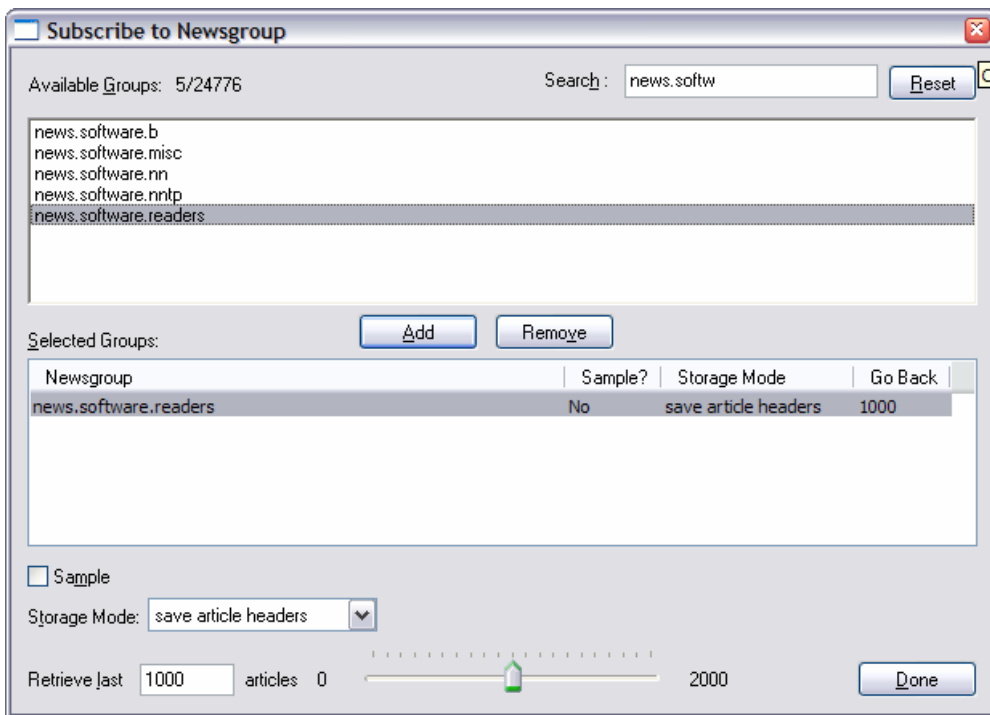 Subscribe to Newsgroup
Available Groups: 5/24776 Search : news.softw Reset
news.software.b
news.software.misc
news.software.nn
news.software.nntp
news.software.readers
Add Remove
Selected Groups:
Newsgroup Sample? Storage Mode Go Back
news.software.readers No save article headers 1000
Sample
Storage Mode: save article headers
Retrieve last 1000 articles 0 2000 Done